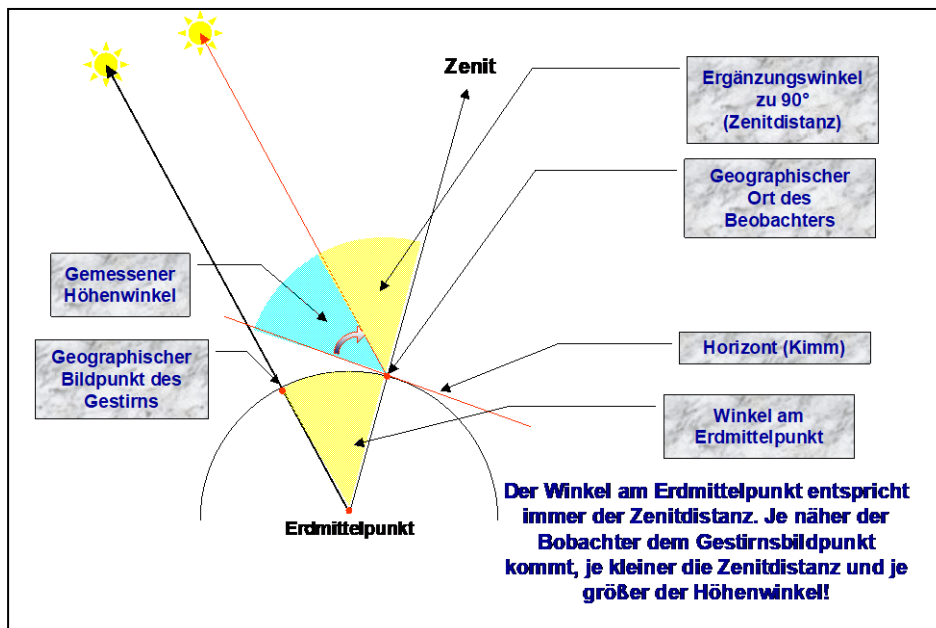 Zenit
Ergänzungswinkel
zu 90°
(Zenitdistanz)
Geographischer
Ort des
Beobachters
Gemessener
Höhenwinkel
Geographischer
Bildpunkt des
Gestirns
Horizont (Kimm)
Winkel am
Erdmittelpunkt
Erdmittelpunkt
Der Winkel am Erdmittelpunkt entspricht
immer der Zenitdistanz. Je näher der
Bobachter dem Gestirnsbildpunkt
kommt, je kleiner die Zenitdistanz und je
größer der Höhenwinkel!